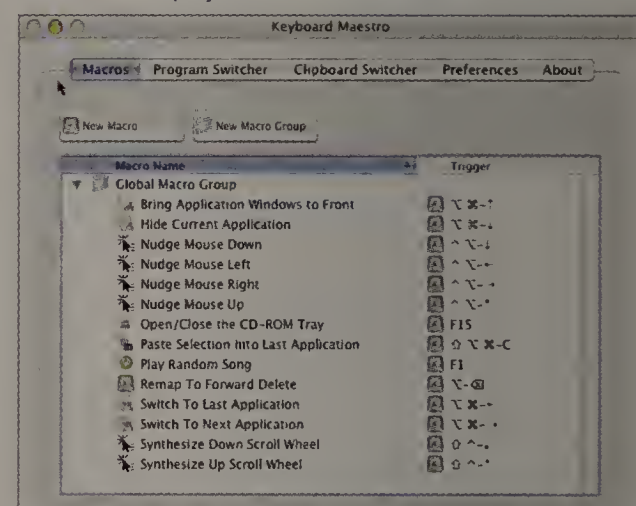 Keyboard Maestro
Macros Program Switcher Clipboard Switcher Preferences About
New Macro New Macro Group
Macro Name Trigger
Global Macro Group
Bring Application Windows to Front ⌥ ⌘-↑
Hide Current Application ⌥ ⌘-↓
Nudge Mouse Down ^ ⌥-↓
Nudge Mouse Left ^ ⌥-←
Nudge Mouse Right ^ ⌥-→
Nudge Mouse Up ^ ⌥-↑
Open/Close the CD-ROM Tray F15
Paste Selection Into Last Application ⇧ ⌥ ⌘-C
Play Random Song F1
Remap To Forward Delete ⌥-⌫
Switch To Last Application ⌥ ⌘-←
Switch To Next Application ⌥ ⌘-→
Synthesize Down Scroll Wheel ⇧ ^-↓
Synthesize Up Scroll Wheel ⇧ ^-↑